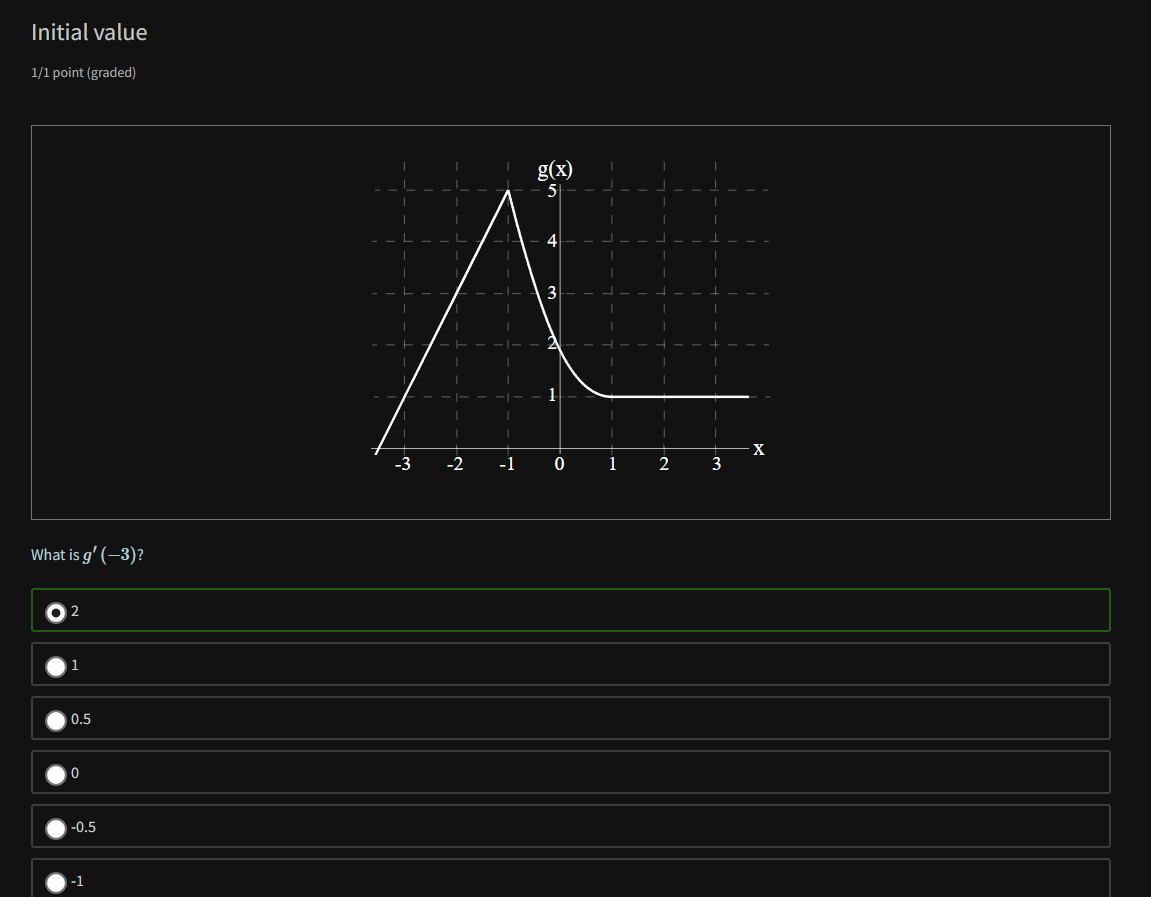 Initial value
1/1 point (graded)
g(x)
5
4
3
2
1
x
-3 -2 -1 0 1 2 3
What is g′(−3)?
2
1
0.5
0
-0.5
-1